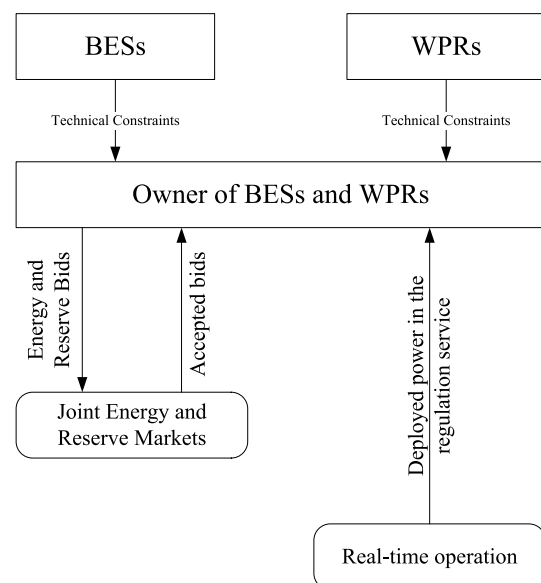 BESs
WPRs
Technical Constraints
Technical Constraints
Owner of BESs and WPRs
Energy and
Reserve Bids
Accepted bids
Deployed power in the
regulation service
Joint Energy and
Reserve Markets
Real-time operation